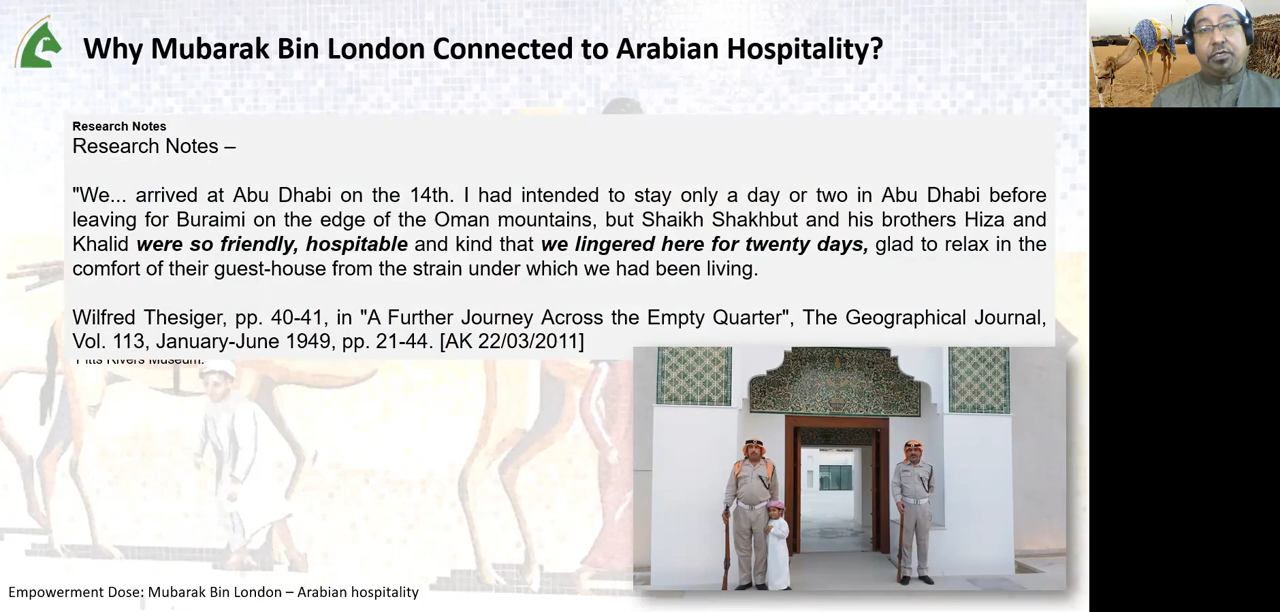 Why Mubarak Bin London Connected to Arabian Hospitality?
Research Notes
Research Notes –
"We... arrived at Abu Dhabi on the 14th. I had intended to stay only a day or two in Abu Dhabi before
leaving for Buraimi on the edge of the Oman mountains, but Shaikh Shakhbut and his brothers Hiza and
Khalid were so friendly, hospitable and kind that we lingered here for twenty days, glad to relax in the
comfort of their guest-house from the strain under which we had been living.
Wilfred Thesiger, pp. 40-41, in "A Further Journey Across the Empty Quarter", The Geographical Journal,
Vol. 113, January-June 1949, pp. 21-44. [AK 22/03/2011]
Pitts Rivers Museum.
Empowerment Dose: Mubarak Bin London – Arabian hospitality